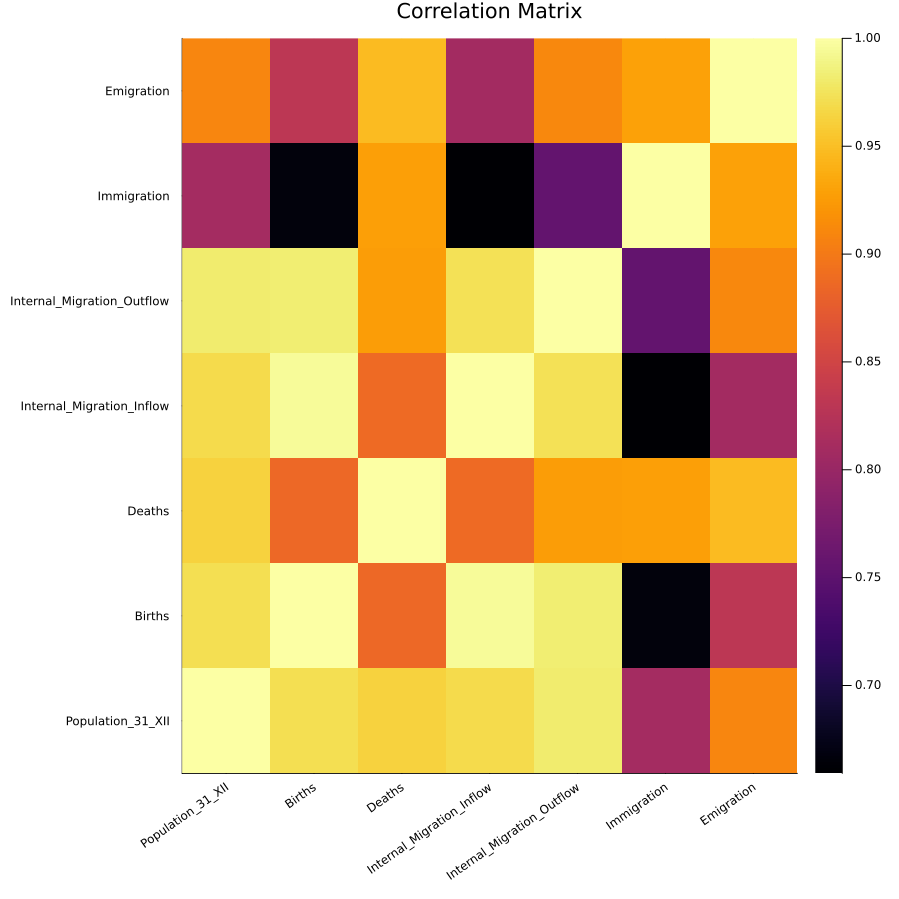 Correlation Matrix
Emigration
Immigration
Internal_Migration_Outflow
Internal_Migration_Inflow
Deaths
Births
Population_31_XII
Population_31_XII
Births
Deaths
Internal_Migration_Inflow
Internal_Migration_Outflow
Immigration
Emigration
1.00
0.95
0.90
0.85
0.80
0.75
0.70